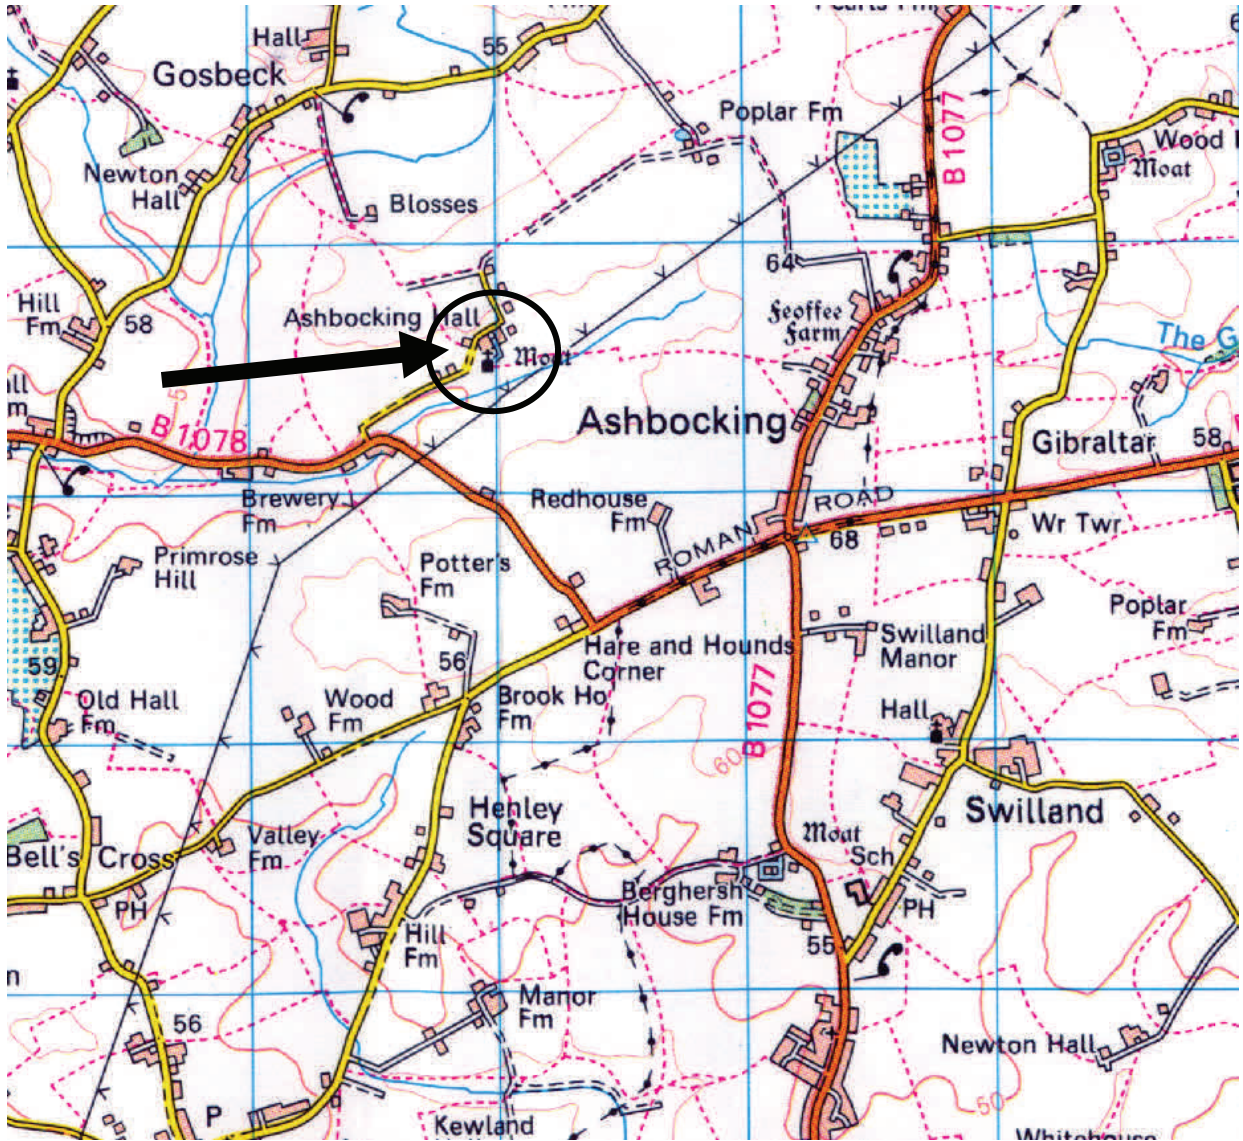 Hall
55
Gosbeck
B 1077
Poplar Fm
Wood
Moat
Newton
Hall
Blosses
64
Hill
Fm
58
Ashbocking Hall
Moat
Feoffee
Farm
The G
Ashbocking
B 1078
Gibraltar
58
Brewery
Fm
Redhouse
Fm
ROMAN ROAD
68
Wr Twr
Primrose
Hill
Potter's
Fm
Poplar
Fm
59
56
Hare and Hounds
Corner
Swilland
Manor
Old Hall
Fm
Wood
Fm
Brook Ho
Fm
B 1077
Hall
60
Henley
Square
Swilland
Bell's Cross
Valley
Fm
Moat
Sch
PH
Berghersh
House Fm
PH
Hill
Fm
55
Manor
Fm
56
Newton Hall
P
50
Kewland
Whitehouse